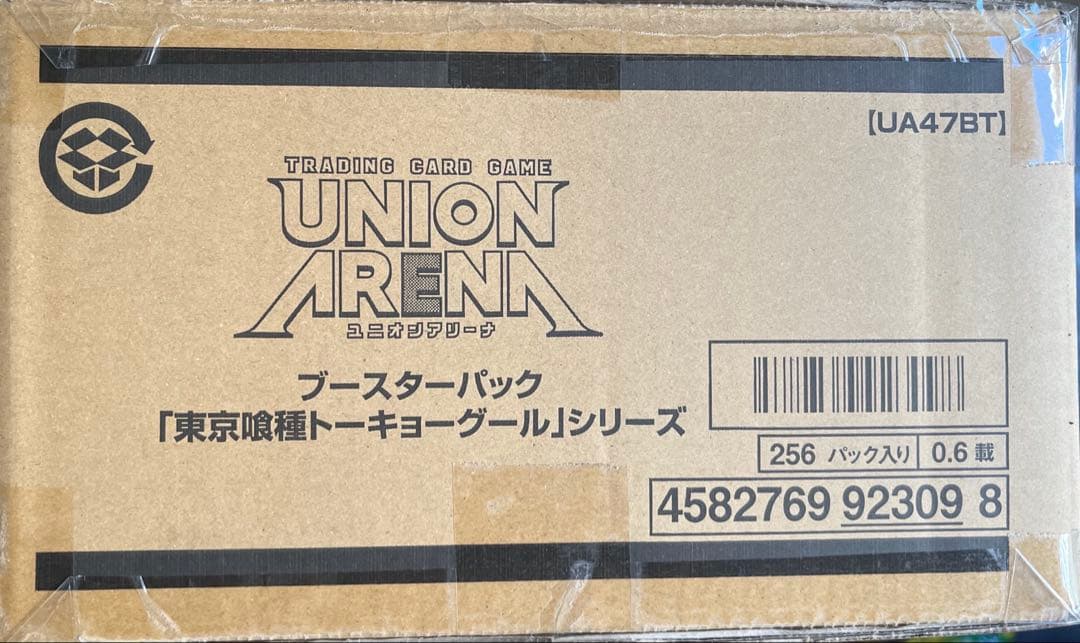 【UA47BT】
TRADING CARD GAME
UNION
ARENA
ユニオンアリーナ
ブースターパック
「東京喰種トーキョーグール」シリーズ
256 パック入り 0.6 載
4582769 92309 8